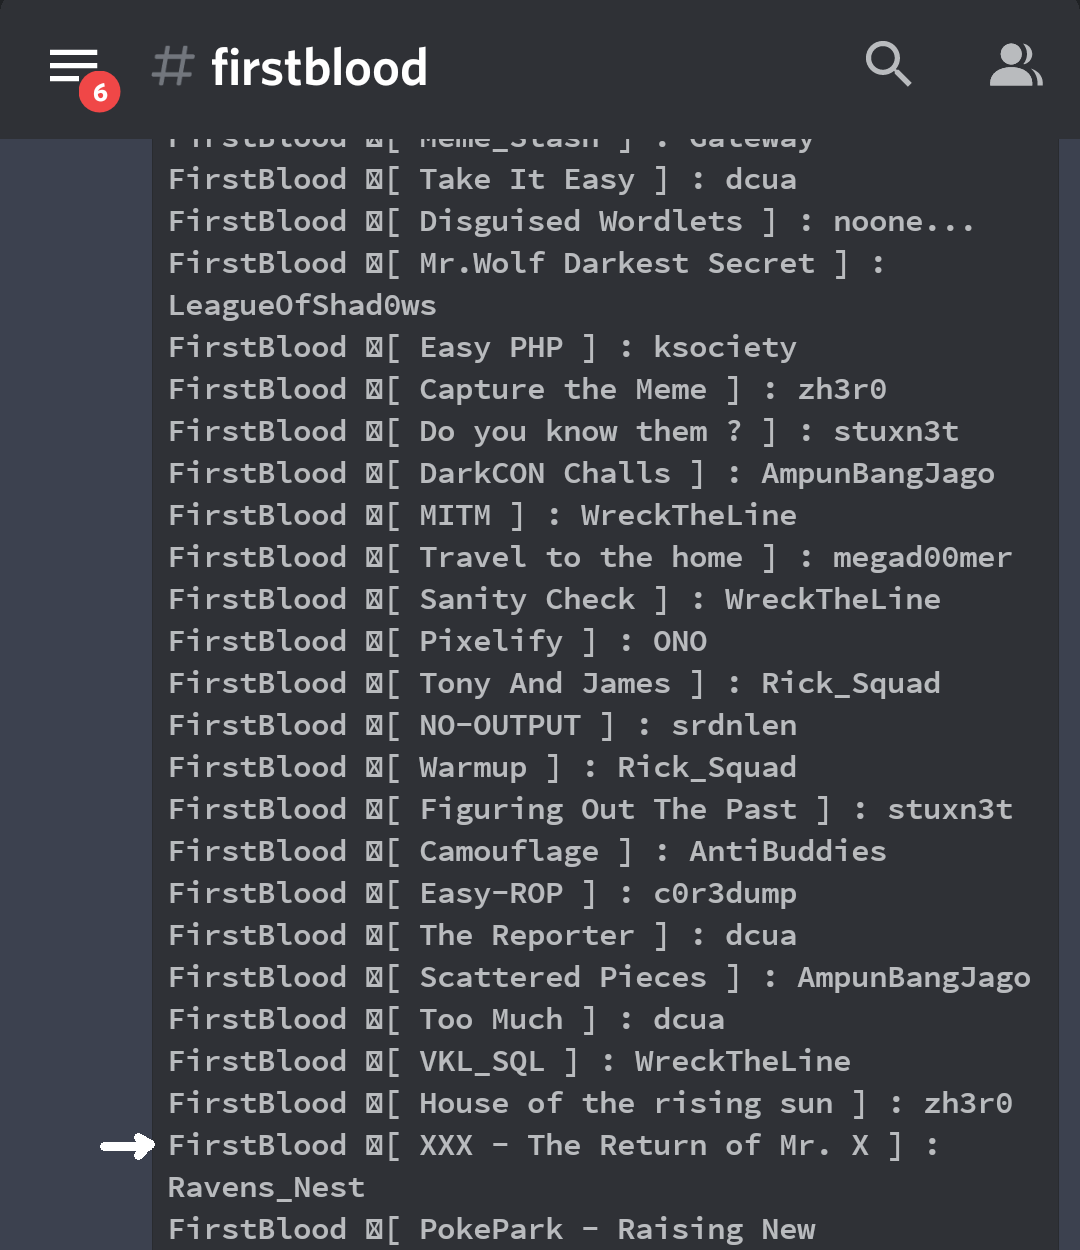 6
# firstblood
FirstBlood [ Meme_Slash ] : Gateway
FirstBlood [ Take It Easy ] : dcua
FirstBlood [ Disguised Wordlets ] : noone...
FirstBlood [ Mr.Wolf Darkest Secret ] :
LeagueOfShad0ws
FirstBlood [ Easy PHP ] : ksociety
FirstBlood [ Capture the Meme ] : zh3r0
FirstBlood [ Do you know them ? ] : stuxn3t
FirstBlood [ DarkCON Challs ] : AmpunBangJago
FirstBlood [ MITM ] : WreckTheLine
FirstBlood [ Travel to the home ] : megad00mer
FirstBlood [ Sanity Check ] : WreckTheLine
FirstBlood [ Pixelify ] : ONO
FirstBlood [ Tony And James ] : Rick_Squad
FirstBlood [ NO-OUTPUT ] : srdnlen
FirstBlood [ Warmup ] : Rick_Squad
FirstBlood [ Figuring Out The Past ] : stuxn3t
FirstBlood [ Camouflage ] : AntiBuddies
FirstBlood [ Easy-ROP ] : c0r3dump
FirstBlood [ The Reporter ] : dcua
FirstBlood [ Scattered Pieces ] : AmpunBangJago
FirstBlood [ Too Much ] : dcua
FirstBlood [ VKL_SQL ] : WreckTheLine
FirstBlood [ House of the rising sun ] : zh3r0
FirstBlood [ XXX - The Return of Mr. X ] :
Ravens_Nest
FirstBlood [ PokePark - Raising New